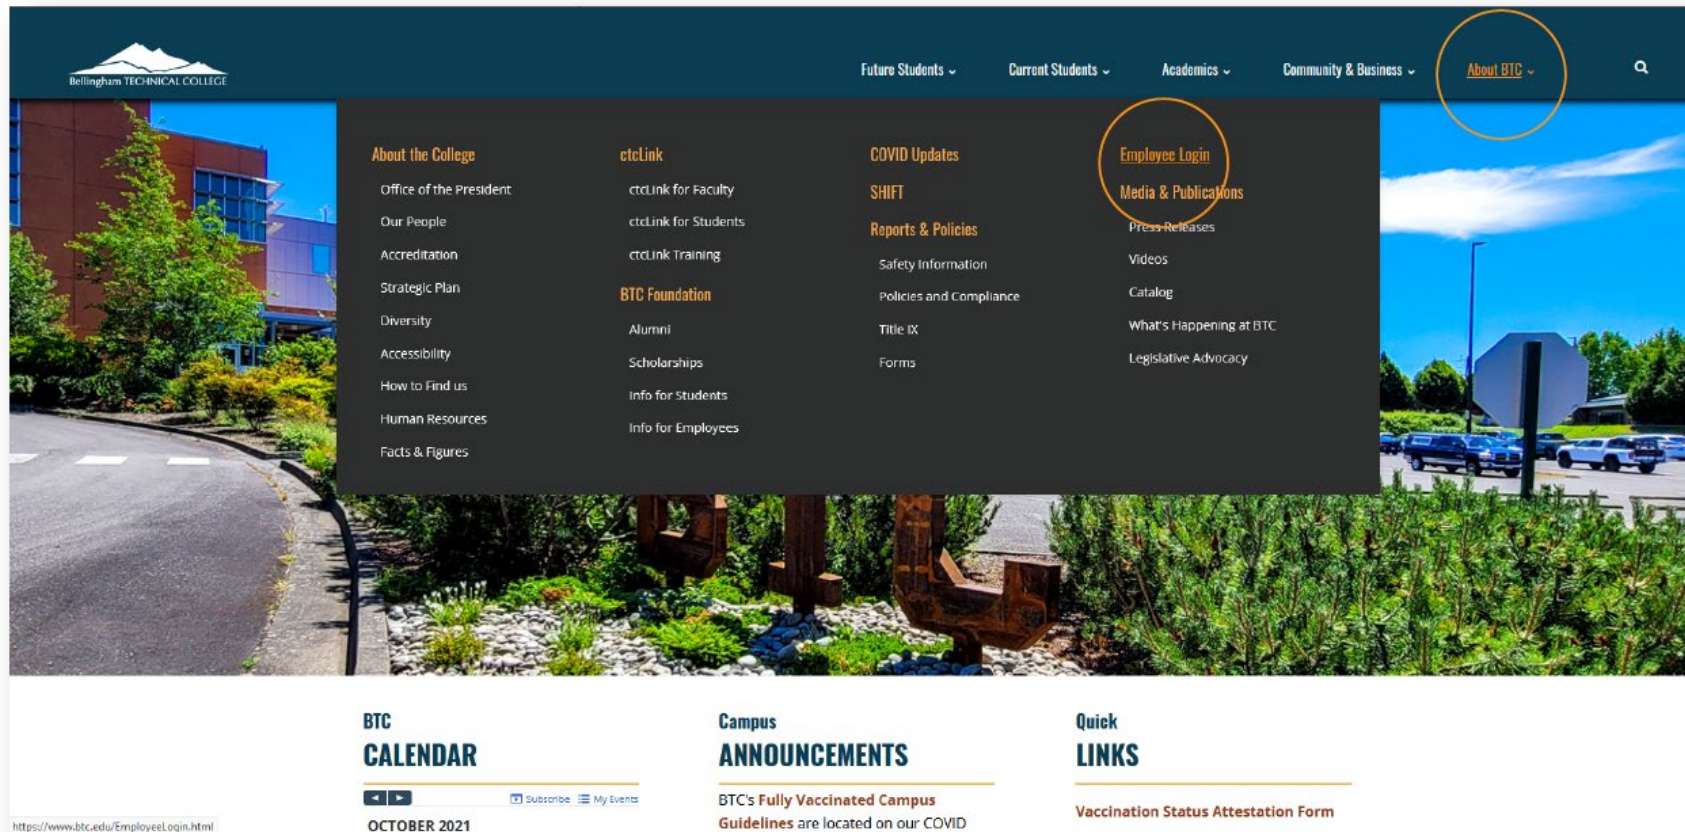 Bellingham TECHNICAL COLLEGE
Future Students
Current Students
Academics
Community & Business
About BTC
About the College
Office of the President
Our People
Accreditation
Strategic Plan
Diversity
Accessibility
How to Find us
Human Resources
Facts & Figures
ctcLink
ctcLink for Faculty
ctcLink for Students
ctcLink Training
BTC Foundation
Alumni
Scholarships
Info for Students
Info for Employees
COVID Updates
SHIFT
Reports & Policies
Safety Information
Policies and Compliance
Title IX
Forms
Employee Login
Media & Publications
Press Releases
Videos
Catalog
What's Happening at BTC
Legislative Advocacy
BTC
CALENDAR
Subscribe My Events
OCTOBER 2021
Campus
ANNOUNCEMENTS
BTC's Fully Vaccinated Campus
Guidelines are located on our COVID
Quick
LINKS
Vaccination Status Attestation Form
https://www.btc.edu/EmployeeLogin.html